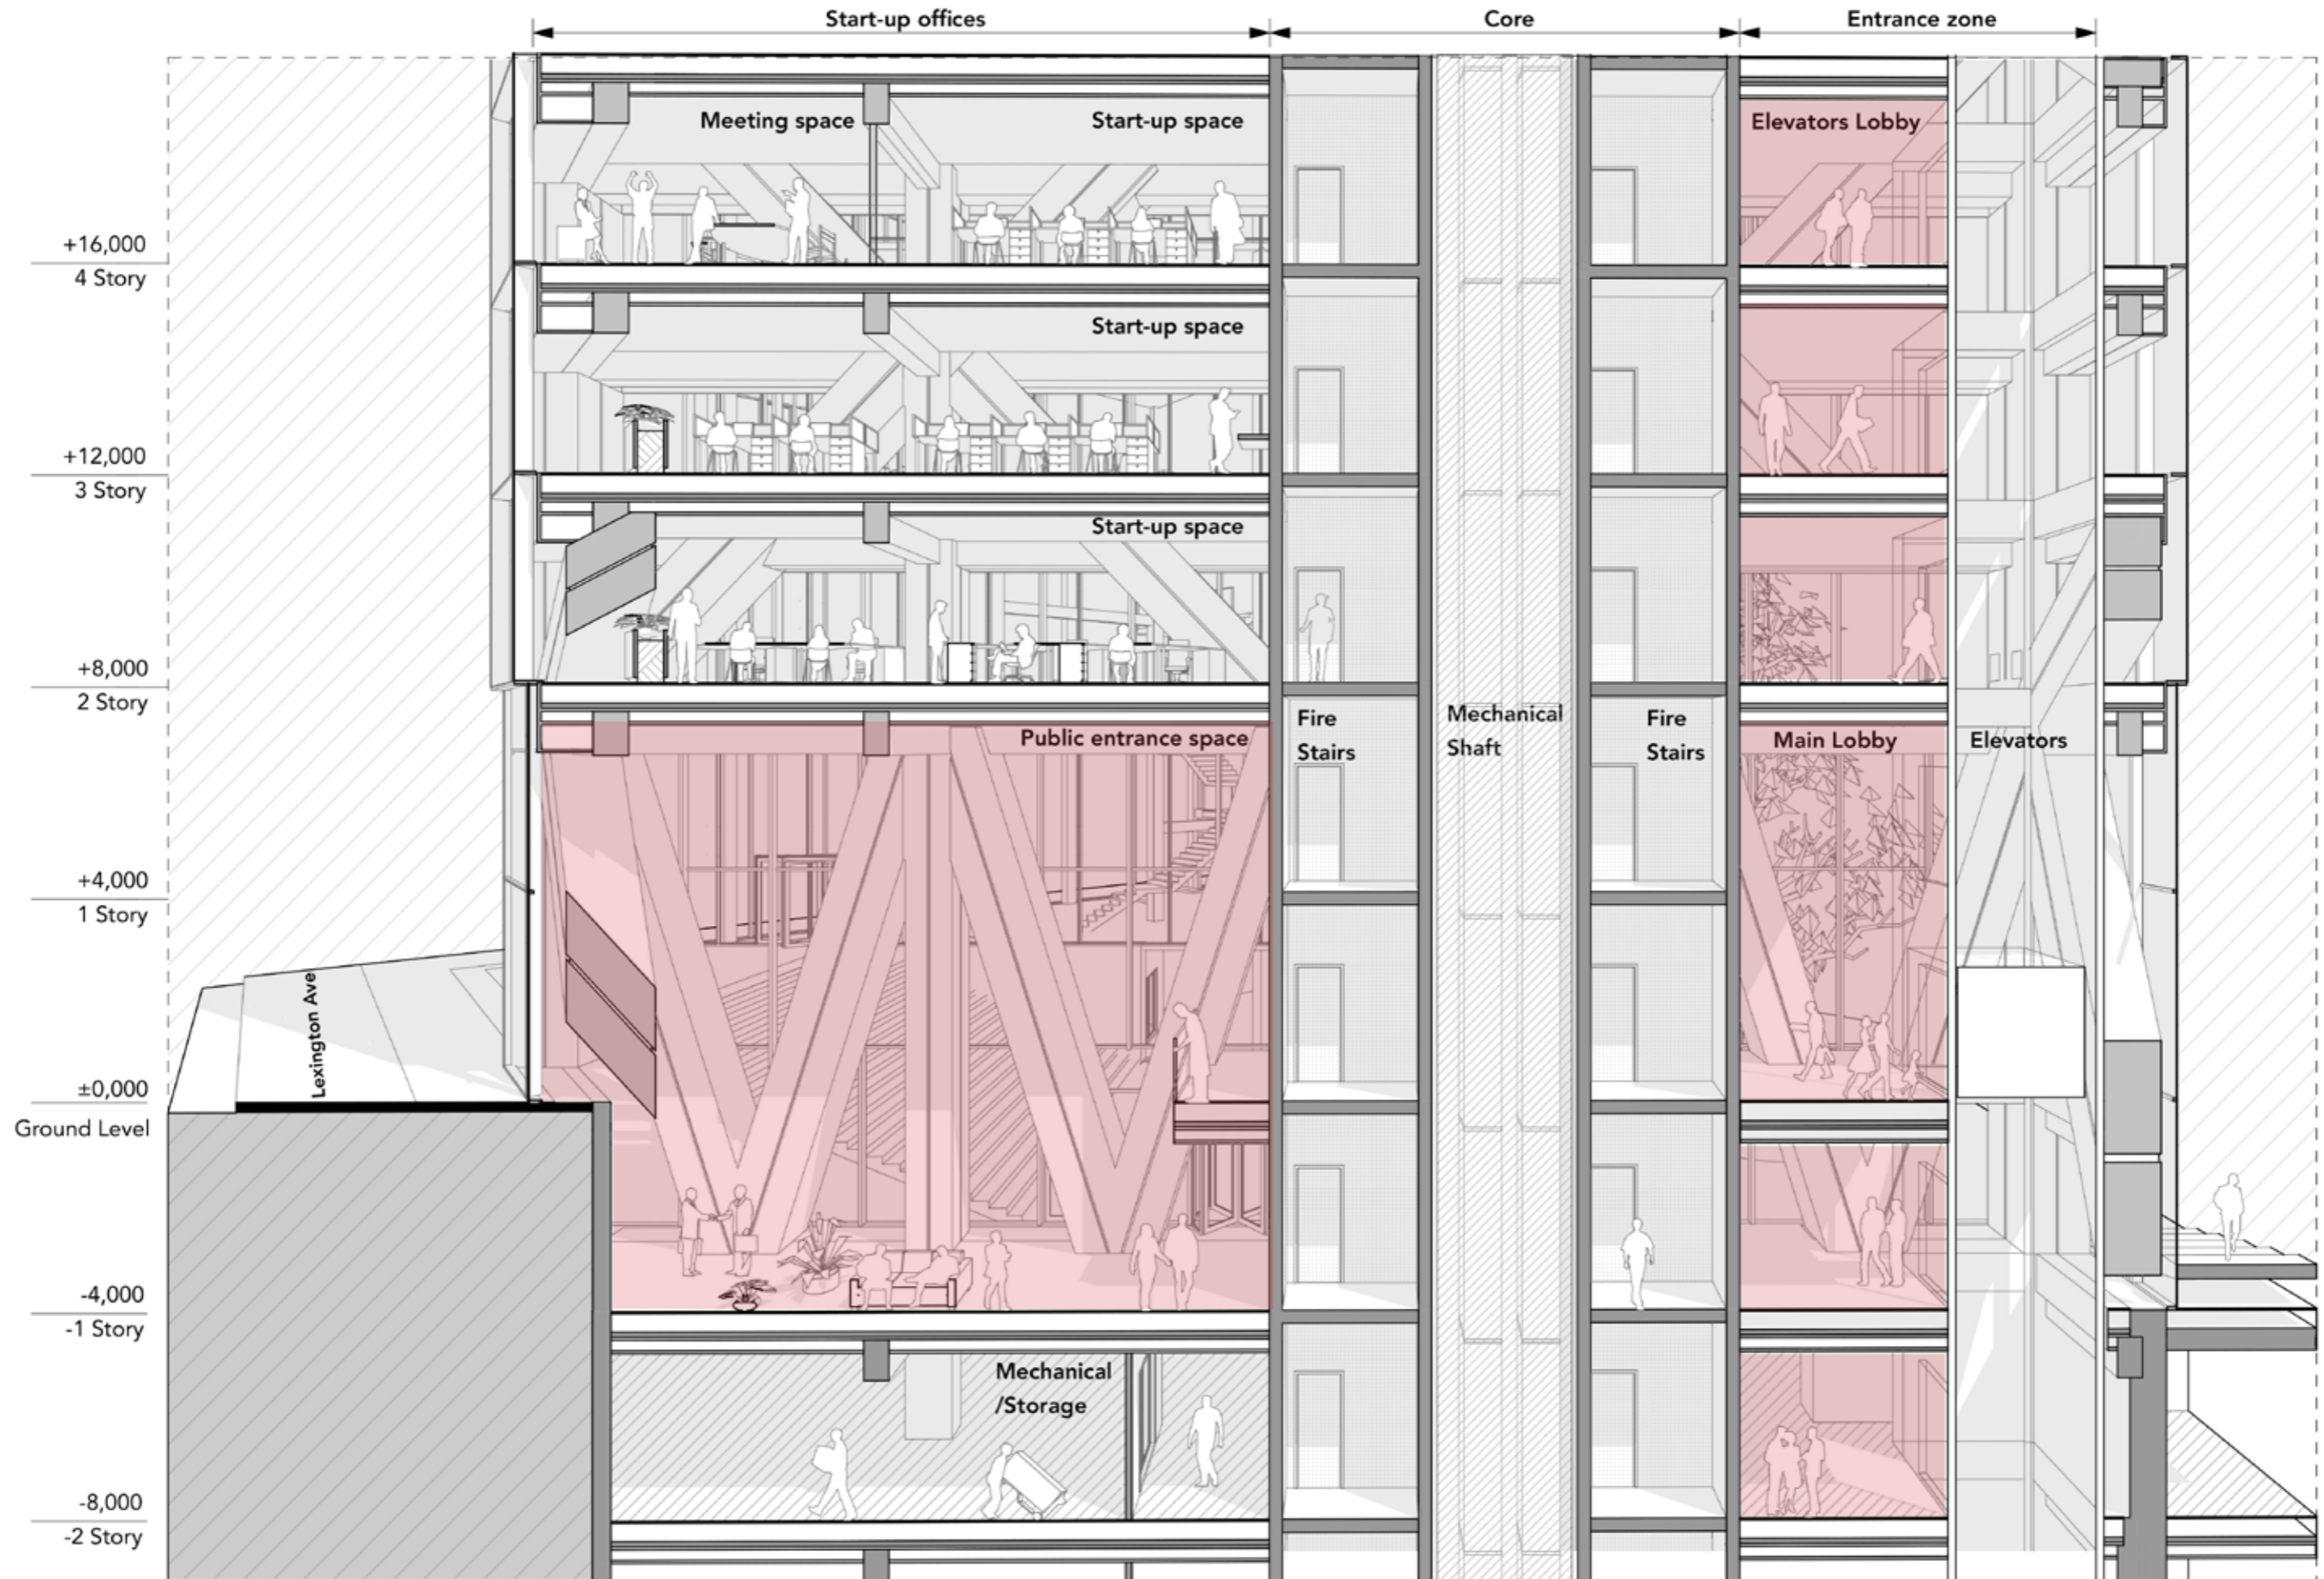 Start-up offices
Core
Entrance zone
Meeting space
Start-up space
Elevators Lobby
+16,000
4 Story
Start-up space
+12,000
3 Story
Start-up space
+8,000
2 Story
Public entrance space
Fire
Stairs
Mechanical
Shaft
Fire
Stairs
Main Lobby
Elevators
+4,000
1 Story
Lexington Ave
±0,000
Ground Level
-4,000
-1 Story
Mechanical
/Storage
-8,000
-2 Story